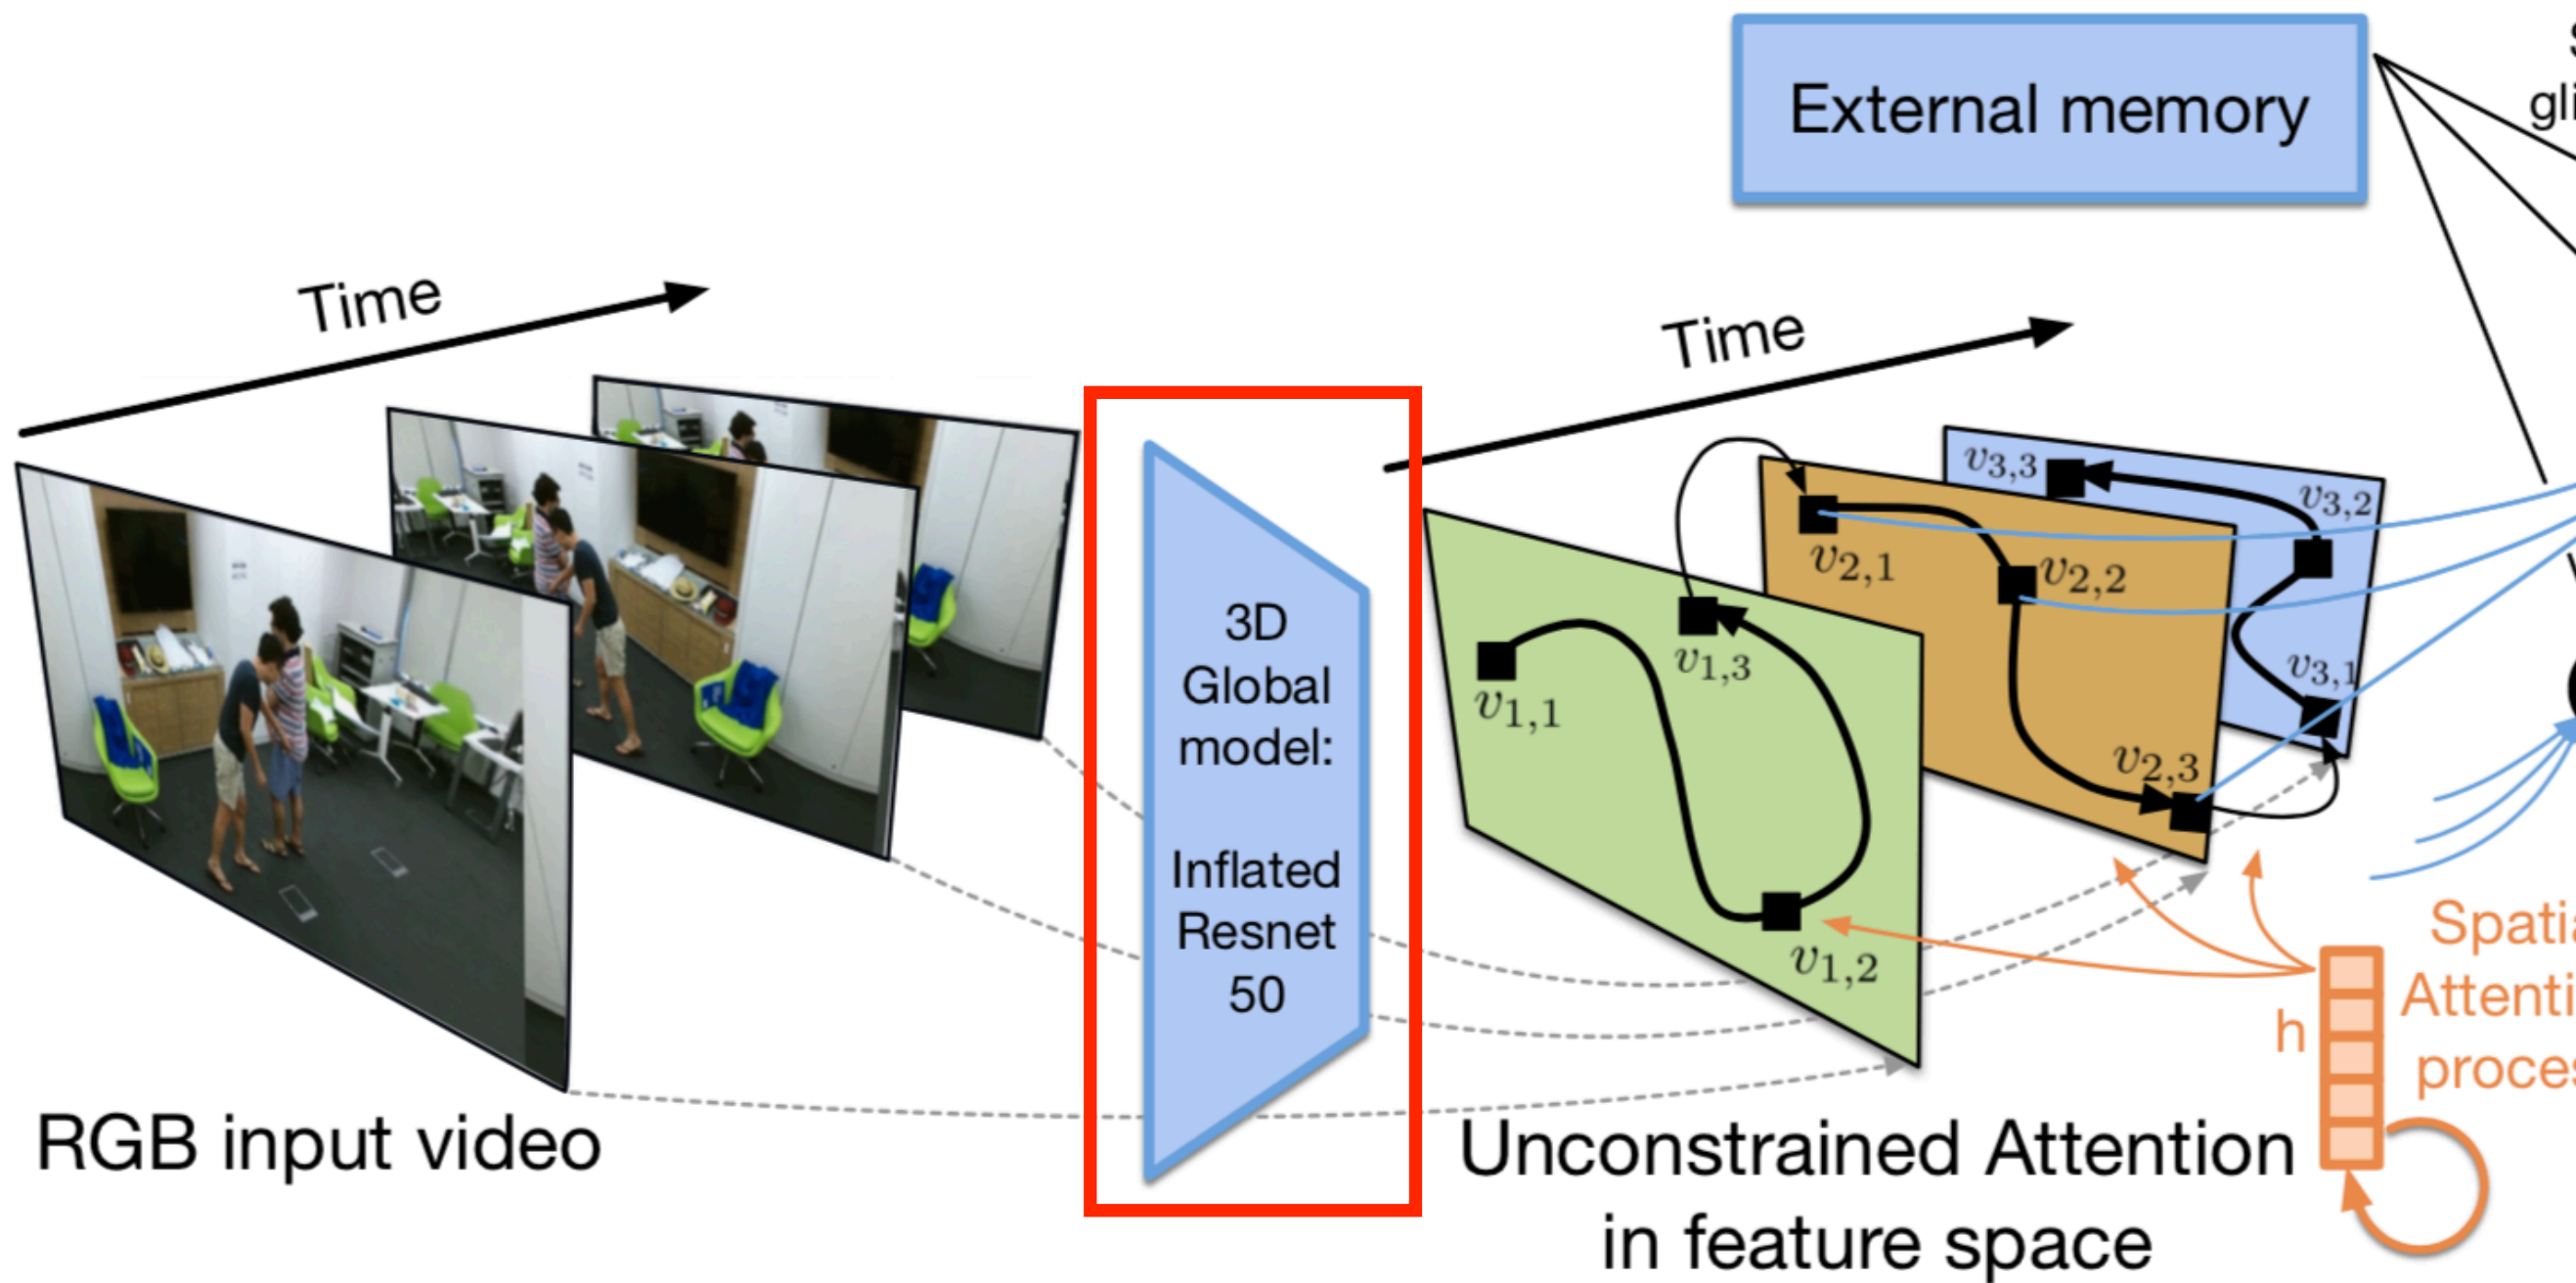 External memory
Time
Time
3D
Global
model:
Inflated
Resnet
50
v1,1
v1,2
v1,3
v2,1
v2,2
v2,3
v3,3
v3,2
v3,1
h
RGB input video
Unconstrained Attention
in feature space